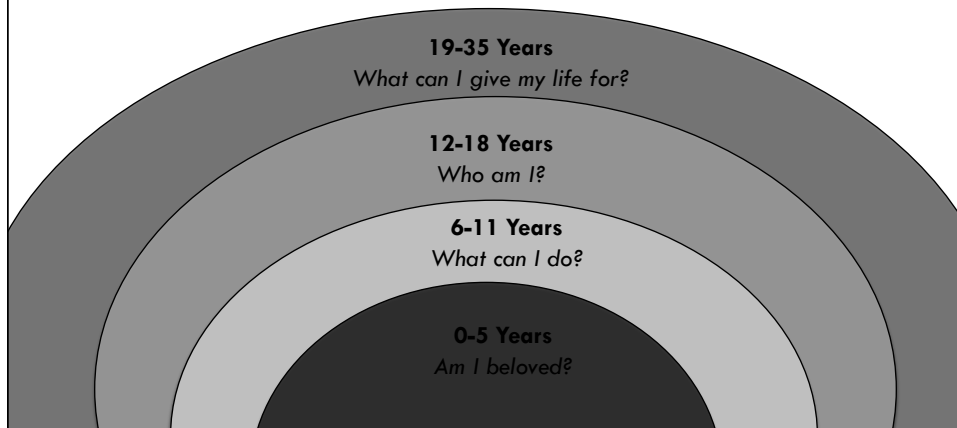 19-35 Years
What can I give my life for?
12-18 Years
Who am I?
6-11 Years
What can I do?
0-5 Years
Am I beloved?